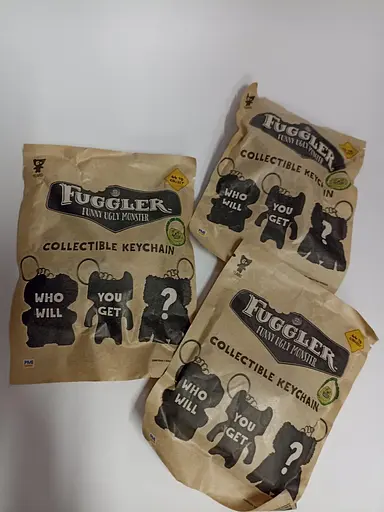 FUGGLER
FUNNY UGLY MONSTER
COLLECTIBLE KEYCHAIN
WHO WILL
YOU GET
?
FUGGLER
FUNNY UGLY MONSTER
COLLECTIBLE KEYCHAIN
WHO WILL
YOU GET
?
FUGGLER
FUNNY UGLY MONSTER
COLLECTIBLE KEYCHAIN
WHO WILL
YOU GET
?